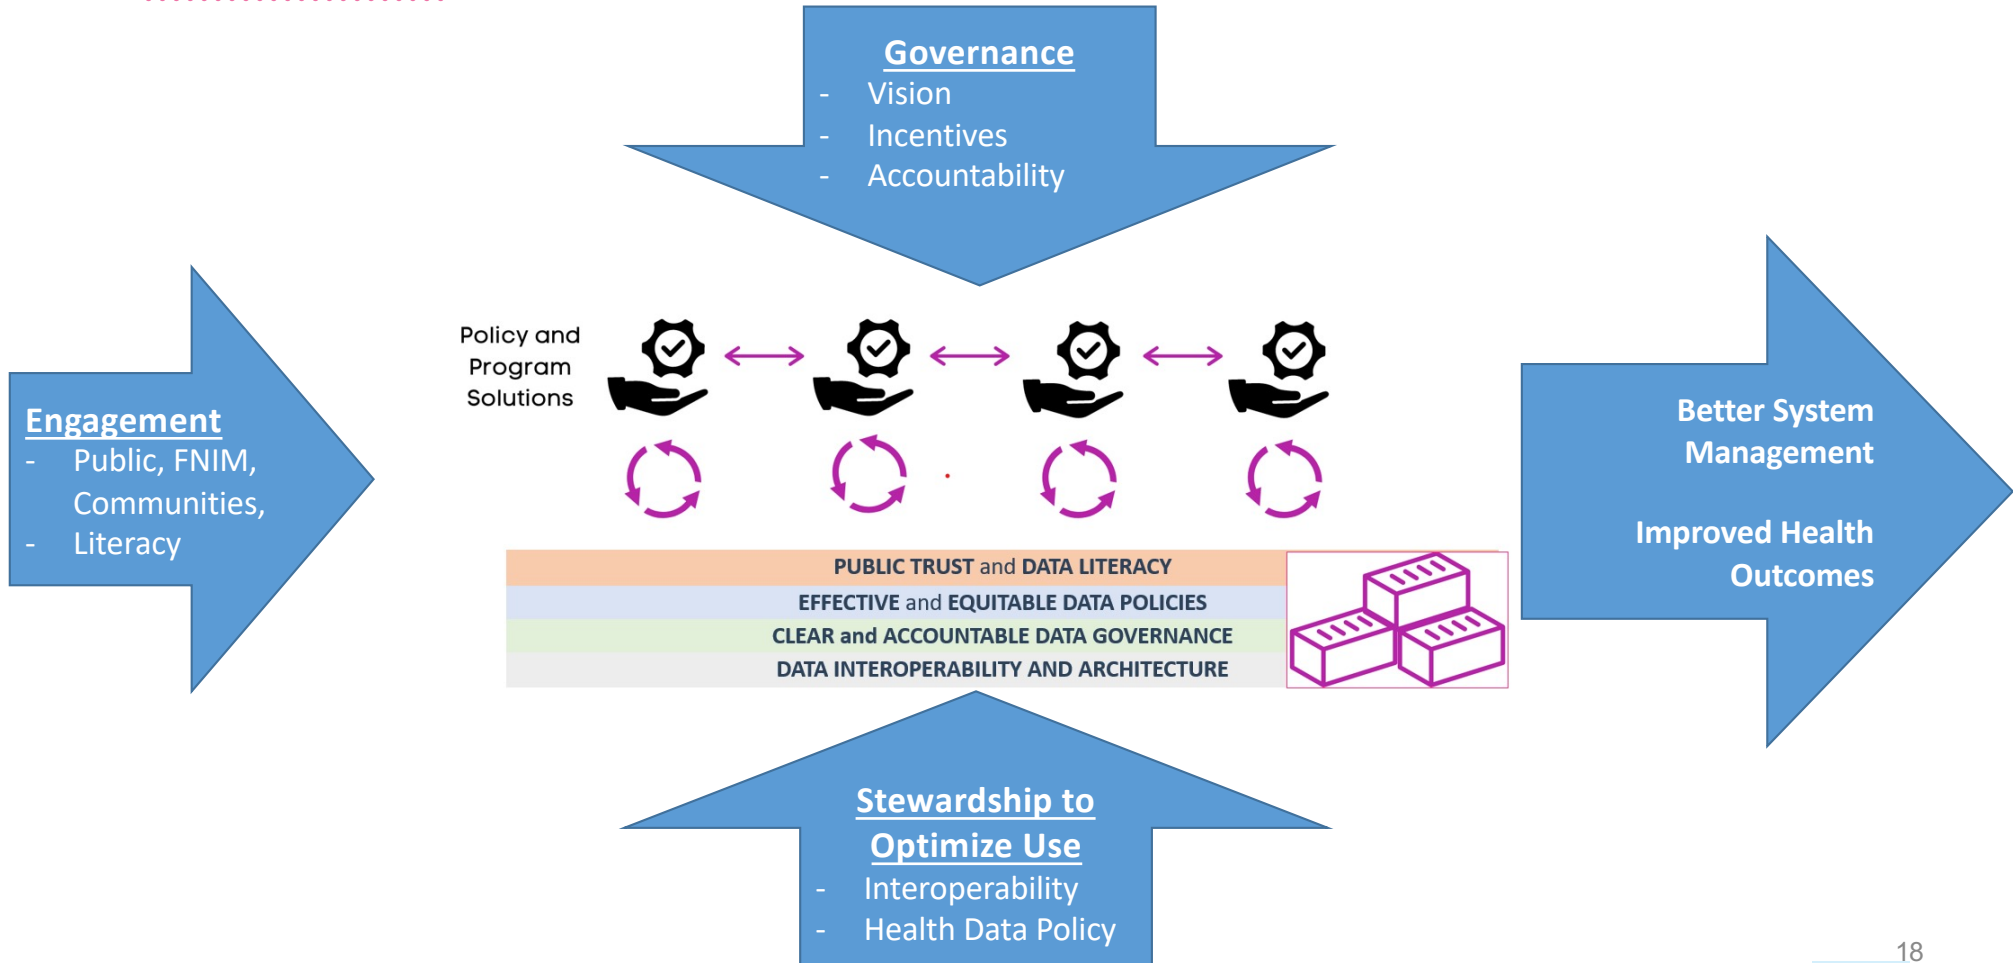 Governance
- Vision
- Incentives
- Accountability
Policy and
Program
Solutions
Engagement
- Public, FNIM,
Communities,
- Literacy
Better System
Management
Improved Health
Outcomes
PUBLIC TRUST and DATA LITERACY
EFFECTIVE and EQUITABLE DATA POLICIES
CLEAR and ACCOUNTABLE DATA GOVERNANCE
DATA INTEROPERABILITY AND ARCHITECTURE
Stewardship to
Optimize Use
- Interoperability
- Health Data Policy
18